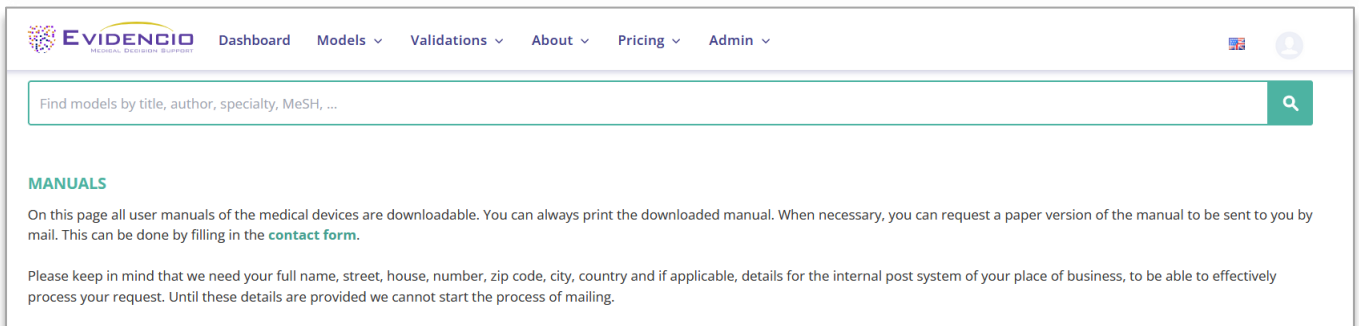 EVIDENCIO
MEDICAL DECISION SUPPORT
Dashboard Models Validations About Pricing Admin
Find models by title, author, specialty, MeSH, ...
MANUALS
On this page all user manuals of the medical devices are downloadable. You can always print the downloaded manual. When necessary, you can request a paper version of the manual to be sent to you by
mail. This can be done by filling in the contact form.
Please keep in mind that we need your full name, street, house, number, zip code, city, country and if applicable, details for the internal post system of your place of business, to be able to effectively
process your request. Until these details are provided we cannot start the process of mailing.